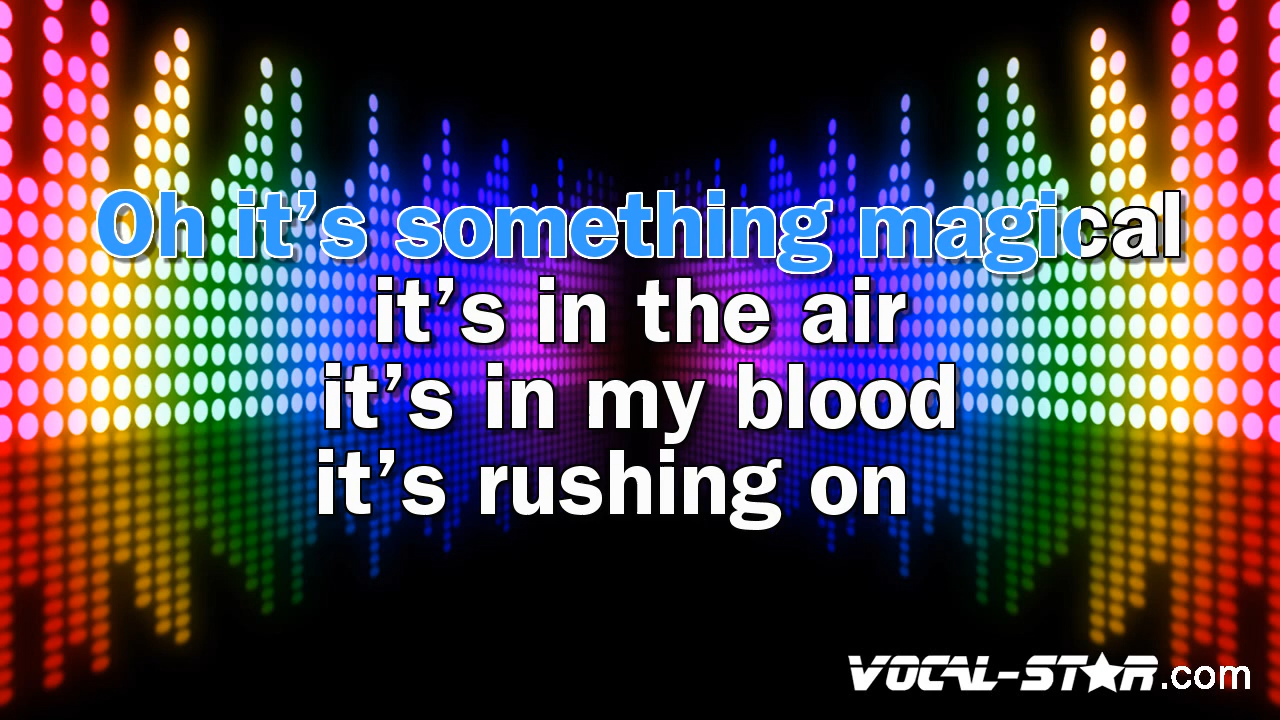 Oh it's something magical
it's in the air
it's in my blood
it's rushing on
VOCAL-STAR.com